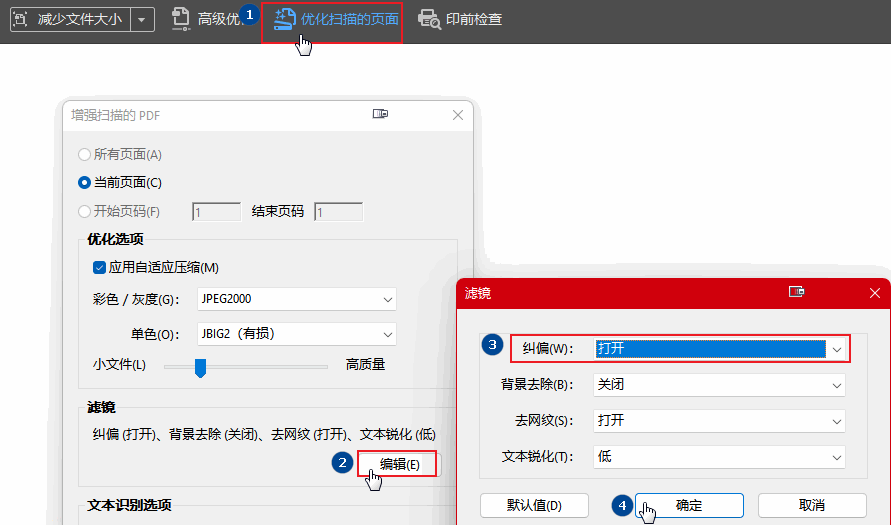 减少文件大小 高级优 1 优化扫描的页面 印前检查
增强扫描的 PDF
所有页面(A)
当前页面(C)
开始页码(F) 1 结束页码 1
优化选项
应用自适应压缩(M)
彩色 / 灰度(G): JPEG2000
单色(O): JBIG2（有损）
小文件(L) 高质量
滤镜
纠偏 (打开)、背景去除 (关闭)、去网纹 (打开)、文本锐化 (低)
2 编辑(E)
文本识别选项
滤镜
3 纠偏(W): 打开
背景去除(B): 关闭
去网纹(S): 打开
文本锐化(T): 低
默认值(D) 4 确定 取消